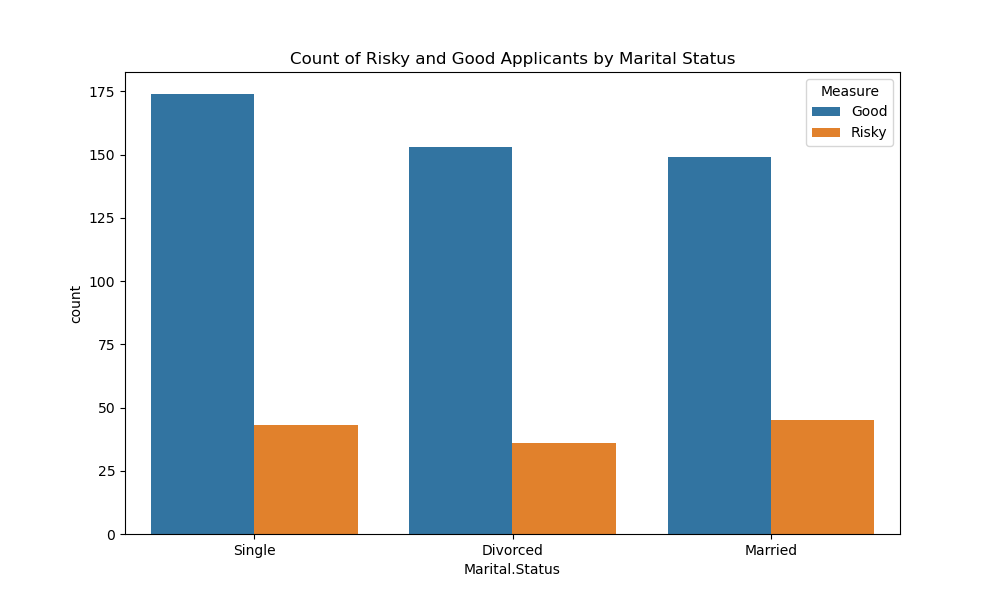 Count of Risky and Good Applicants by Marital Status
Measure
Good
Risky
175
150
125
100
75
50
25
0
count
Single Divorced Married
Marital.Status